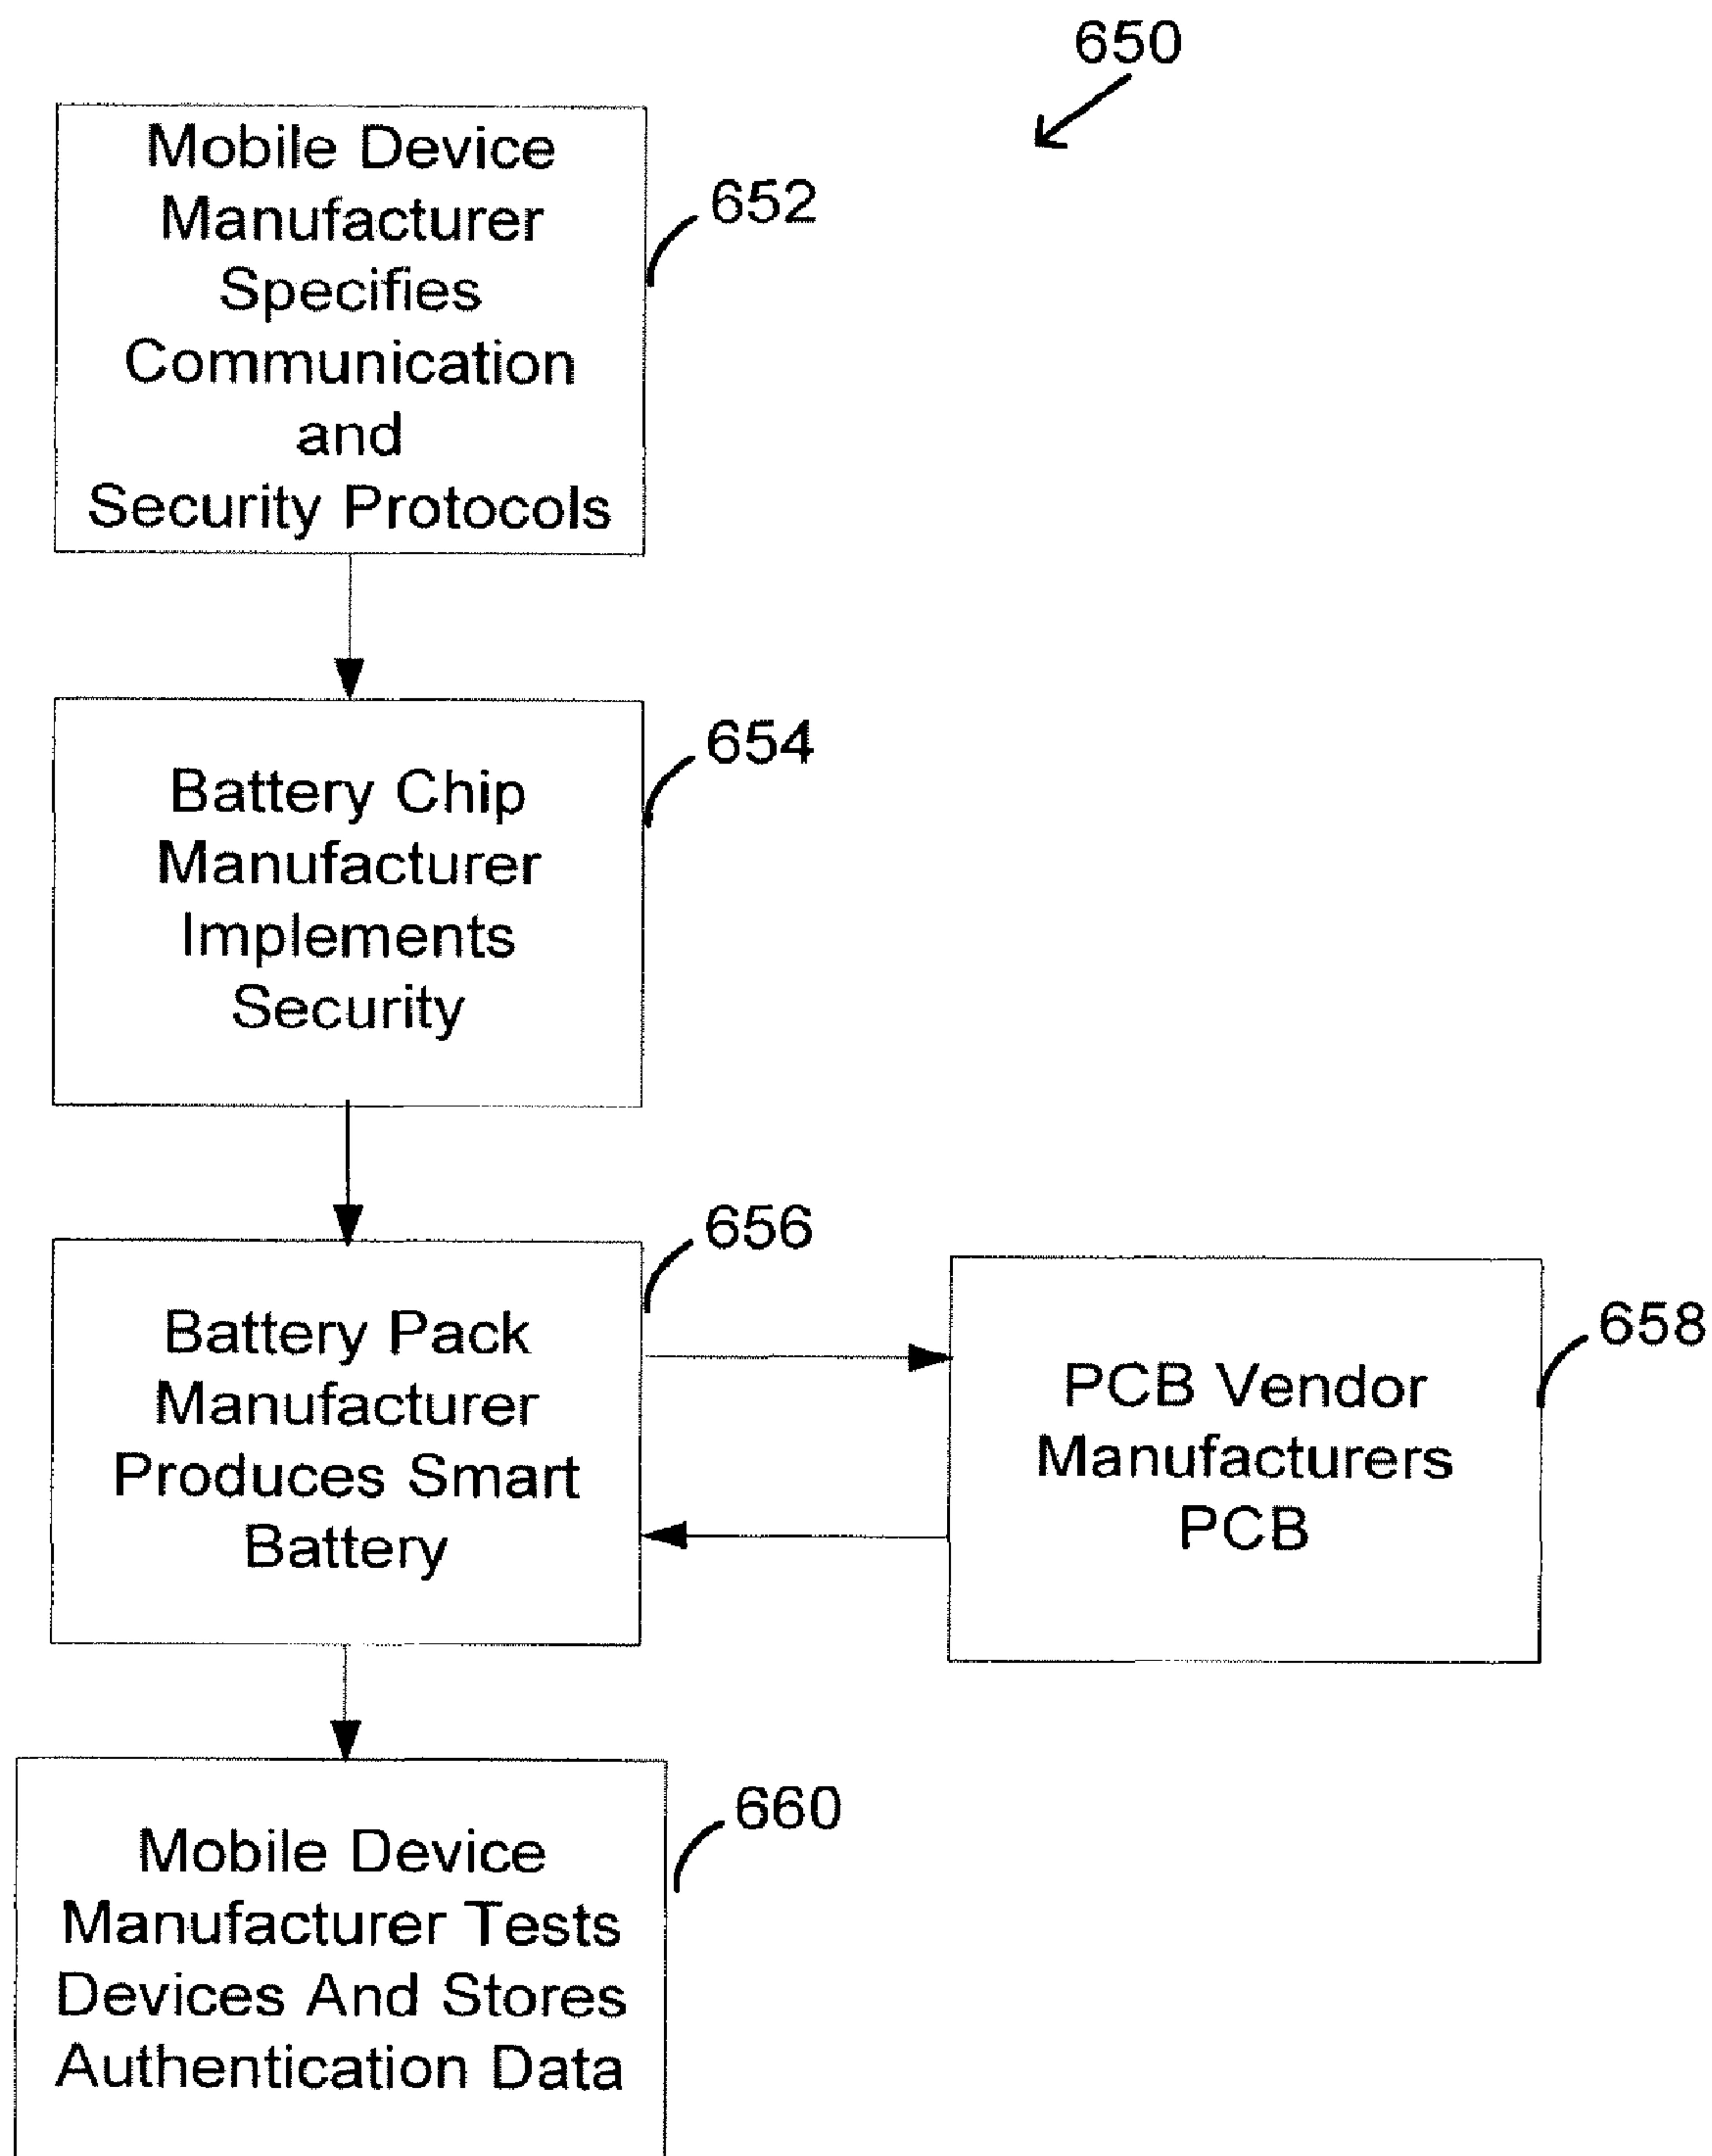 650
Mobile Device
Manufacturer
Specifies
Communication
and
Security Protocols
652
Battery Chip
Manufacturer
Implements
Security
654
Battery Pack
Manufacturer
Produces Smart
Battery
656
PCB Vendor
Manufacturers
PCB
658
Mobile Device
Manufacturer Tests
Devices And Stores
Authentication Data
660